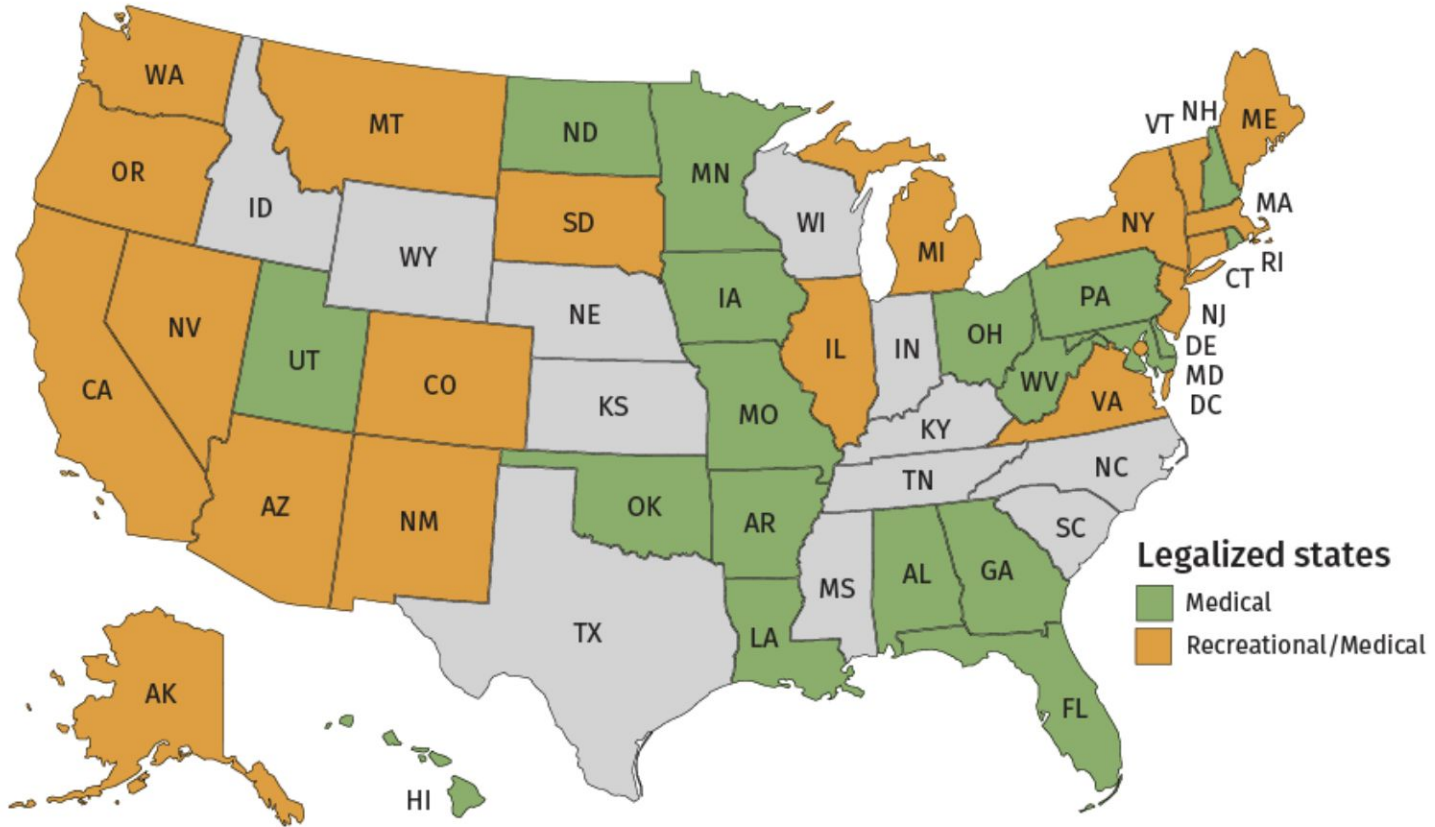 WA
MT
ND
MN
OR
ID
WY
SD
WI
MI
VT
NH
ME
NY
MA
RI
CT
NJ
PA
DE
MD
DC
NV
CA
UT
CO
NE
IA
IL
IN
OH
WV
VA
KS
MO
KY
TN
NC
SC
AZ
NM
OK
AR
TX
LA
MS
AL
GA
FL
AK
HI
Legalized states
Medical
Recreational/Medical